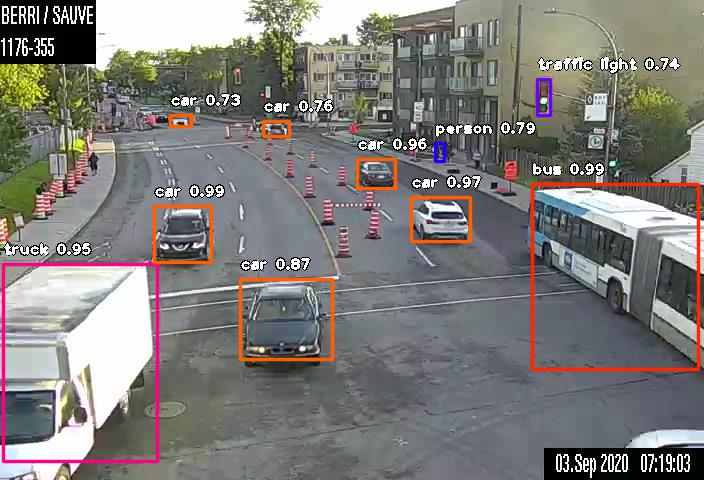 BERRI / SAUVE
1176-355
traffic light 0.74
car 0.73
car 0.76
person 0.79
car 0.96
bus 0.99
car 0.99
car 0.97
truck 0.95
car 0.87
03.Sep 2020 07:19:03